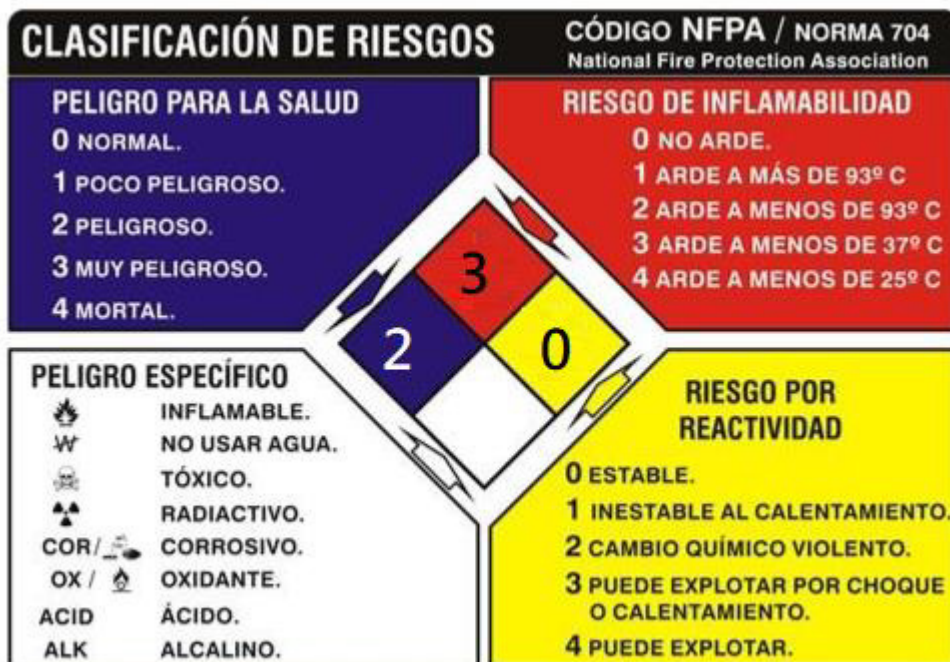 CLASIFICACIÓN DE RIESGOS
CÓDIGO NFPA / NORMA 704
National Fire Protection Association
PELIGRO PARA LA SALUD
0 NORMAL.
1 POCO PELIGROSO.
2 PELIGROSO.
3 MUY PELIGROSO.
4 MORTAL.
RIESGO DE INFLAMABILIDAD
0 NO ARDE.
1 ARDE A MÁS DE 93º C
2 ARDE A MENOS DE 93º C
3 ARDE A MENOS DE 37º C
4 ARDE A MENOS DE 25º C
3
2
0
PELIGRO ESPECÍFICO
INFLAMABLE.
W NO USAR AGUA.
TÓXICO.
RADIACTIVO.
COR/ CORROSIVO.
OX / OXIDANTE.
ACID ÁCIDO.
ALK ALCALINO.
RIESGO POR
REACTIVIDAD
0 ESTABLE.
1 INESTABLE AL CALENTAMIENTO.
2 CAMBIO QUÍMICO VIOLENTO.
3 PUEDE EXPLOTAR POR CHOQUE
O CALENTAMIENTO.
4 PUEDE EXPLOTAR.